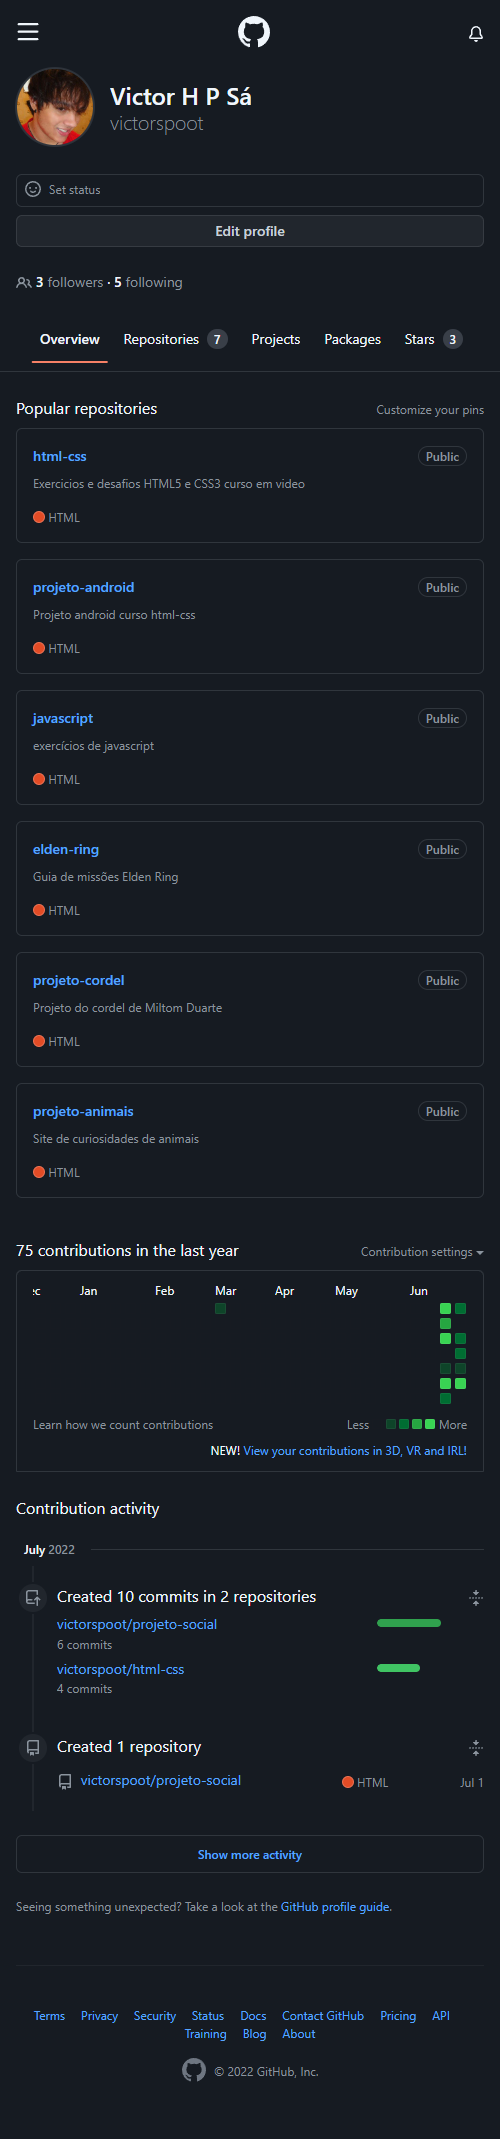 Victor H P Sá
victorspoot
Set status
Edit profile
3 followers · 5 following
Overview Repositories 7 Projects Packages Stars 3
Popular repositories Customize your pins
html-css Public
Exercicios e desafios HTML5 e CSS3 curso em video
HTML
projeto-android Public
Projeto android curso html-css
HTML
javascript Public
exercícios de javascript
HTML
elden-ring Public
Guia de missões Elden Ring
HTML
projeto-cordel Public
Projeto do cordel de Miltom Duarte
HTML
projeto-animais Public
Site de curiosidades de animais
HTML
75 contributions in the last year Contribution settings
ec Jan Feb Mar Apr May Jun
Learn how we count contributions Less More
NEW! View your contributions in 3D, VR and IRL!
Contribution activity
July 2022
Created 10 commits in 2 repositories
victorspoot/projeto-social
6 commits
victorspoot/html-css
4 commits
Created 1 repository
victorspoot/projeto-social HTML Jul 1
Show more activity
Seeing something unexpected? Take a look at the GitHub profile guide.
Terms Privacy Security Status Docs Contact GitHub Pricing API
Training Blog About
© 2022 GitHub, Inc.